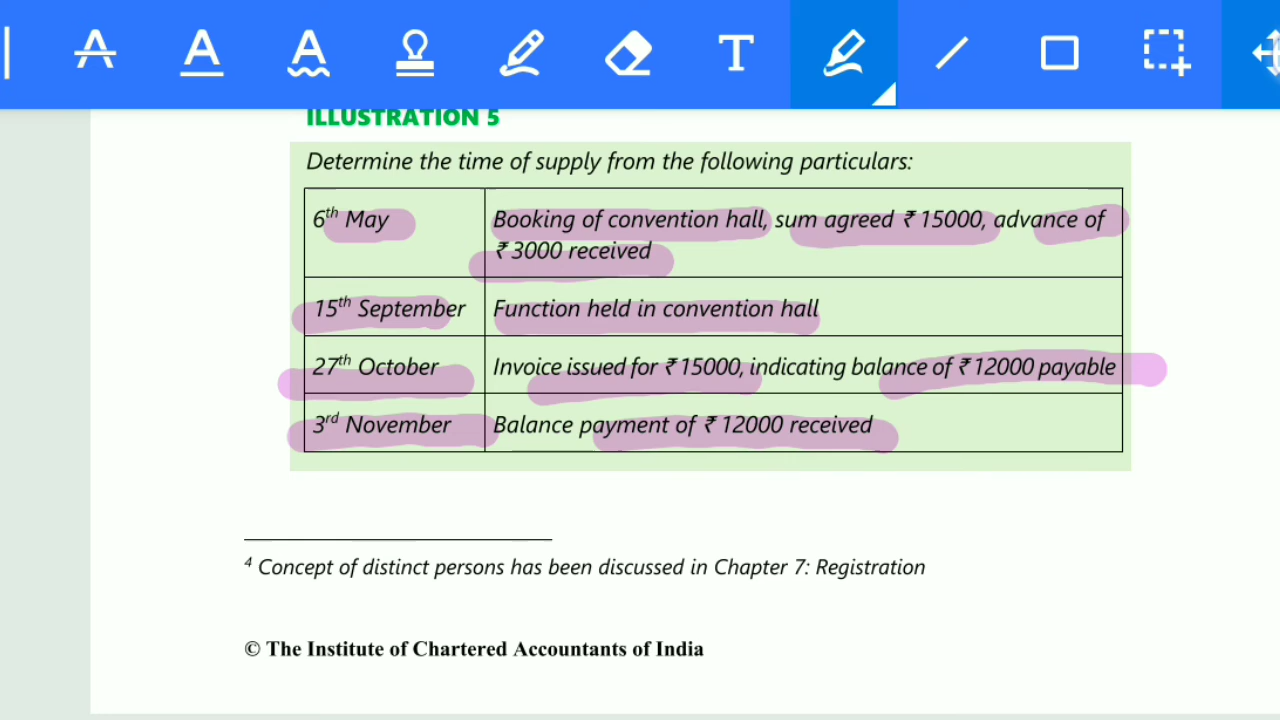 ILLUSTRATION 5
Determine the time of supply from the following particulars:
6th May
Booking of convention hall, sum agreed ₹ 15000, advance of
₹ 3000 received
15th September
Function held in convention hall
27th October
Invoice issued for ₹ 15000, indicating balance of ₹ 12000 payable
3rd November
Balance payment of ₹ 12000 received
4 Concept of distinct persons has been discussed in Chapter 7: Registration
© The Institute of Chartered Accountants of India